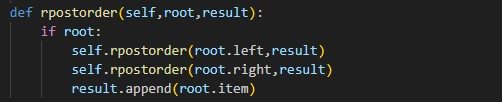 def rpostorder(self,root,result):
    if root:
        self.rpostorder(root.left,result)
        self.rpostorder(root.right,result)
        result.append(root.item)